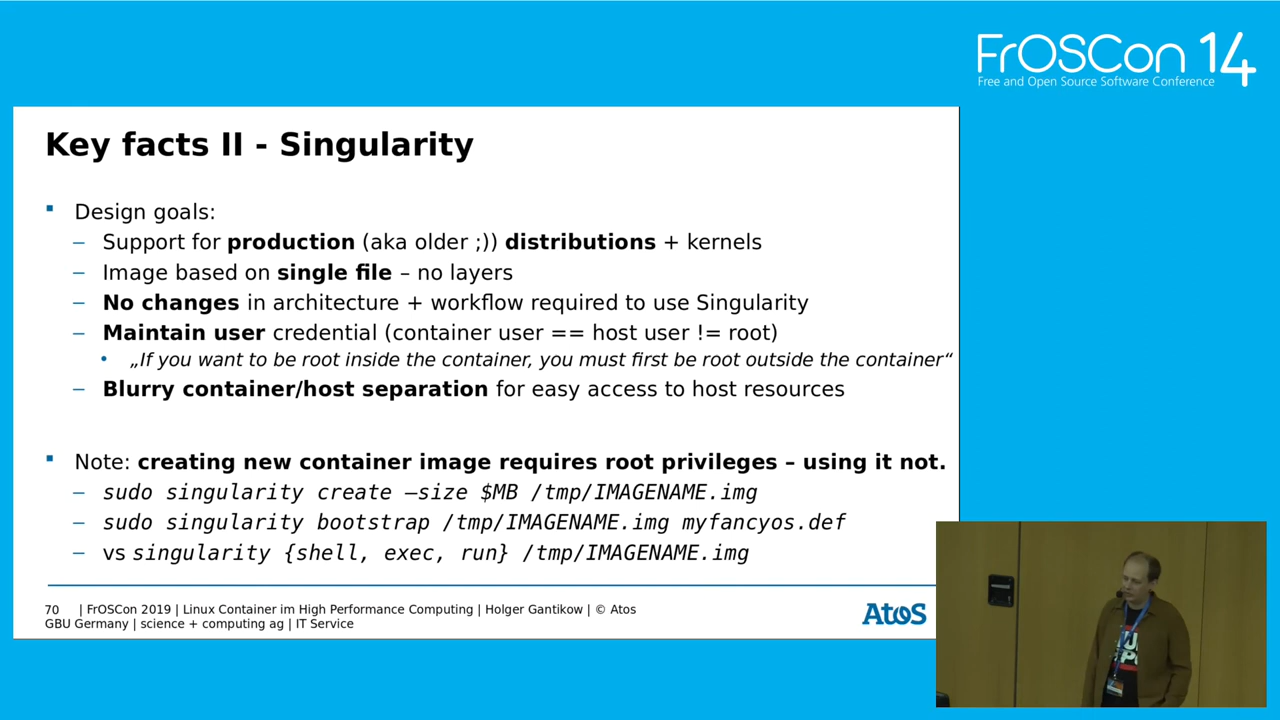 FrOSCon 14
Free and Open Source Software Conference
Key facts II - Singularity
Design goals:
– Support for production (aka older ;)) distributions + kernels
– Image based on single file – no layers
– No changes in architecture + workflow required to use Singularity
– Maintain user credential (container user == host user != root)
• „If you want to be root inside the container, you must first be root outside the container“
– Blurry container/host separation for easy access to host resources
Note: creating new container image requires root privileges – using it not.
– sudo singularity create –size $MB /tmp/IMAGENAME.img
– sudo singularity bootstrap /tmp/IMAGENAME.img myfancyos.def
– vs singularity {shell, exec, run} /tmp/IMAGENAME.img
70 | FrOSCon 2019 | Linux Container im High Performance Computing | Holger Gantikow | © Atos
GBU Germany | science + computing ag | IT Service
Atos